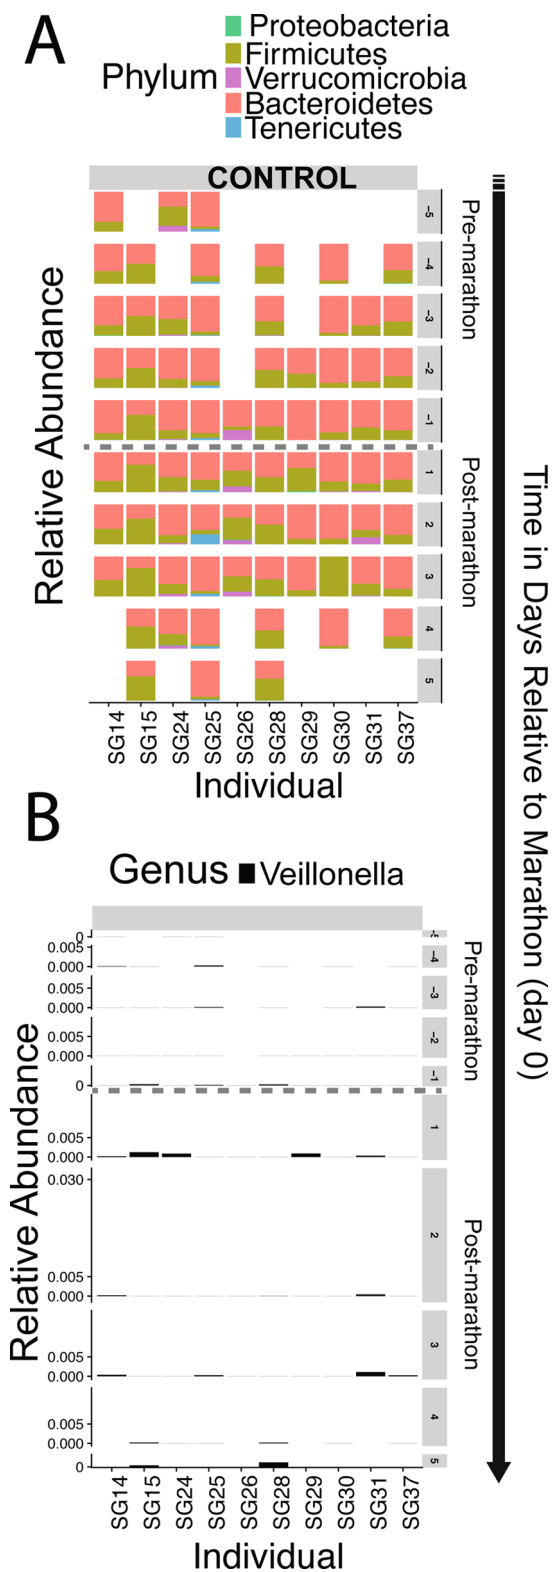 A
Phylum
Proteobacteria
Firmicutes
Verrucomicrobia
Bacteroidetes
Tenericutes
CONTROL
Relative Abundance
-5
-4
-3
-2
-1
1
2
3
4
5
Pre-marathon
Post-marathon
SG14
SG15
SG24
SG25
SG26
SG28
SG29
SG30
SG31
SG37
Individual
Time in Days Relative to Marathon (day 0)
B
Genus Veillonella
Relative Abundance
0
0.005
0.000
0.005
0.000
0.005
0.000
0
0.005
0.000
0.030
0.005
0.000
0.005
0.000
0.005
0.000
0
-5
-4
-3
-2
-1
1
2
3
4
5
Pre-marathon
Post-marathon
SG14
SG15
SG24
SG25
SG26
SG28
SG29
SG30
SG31
SG37
Individual